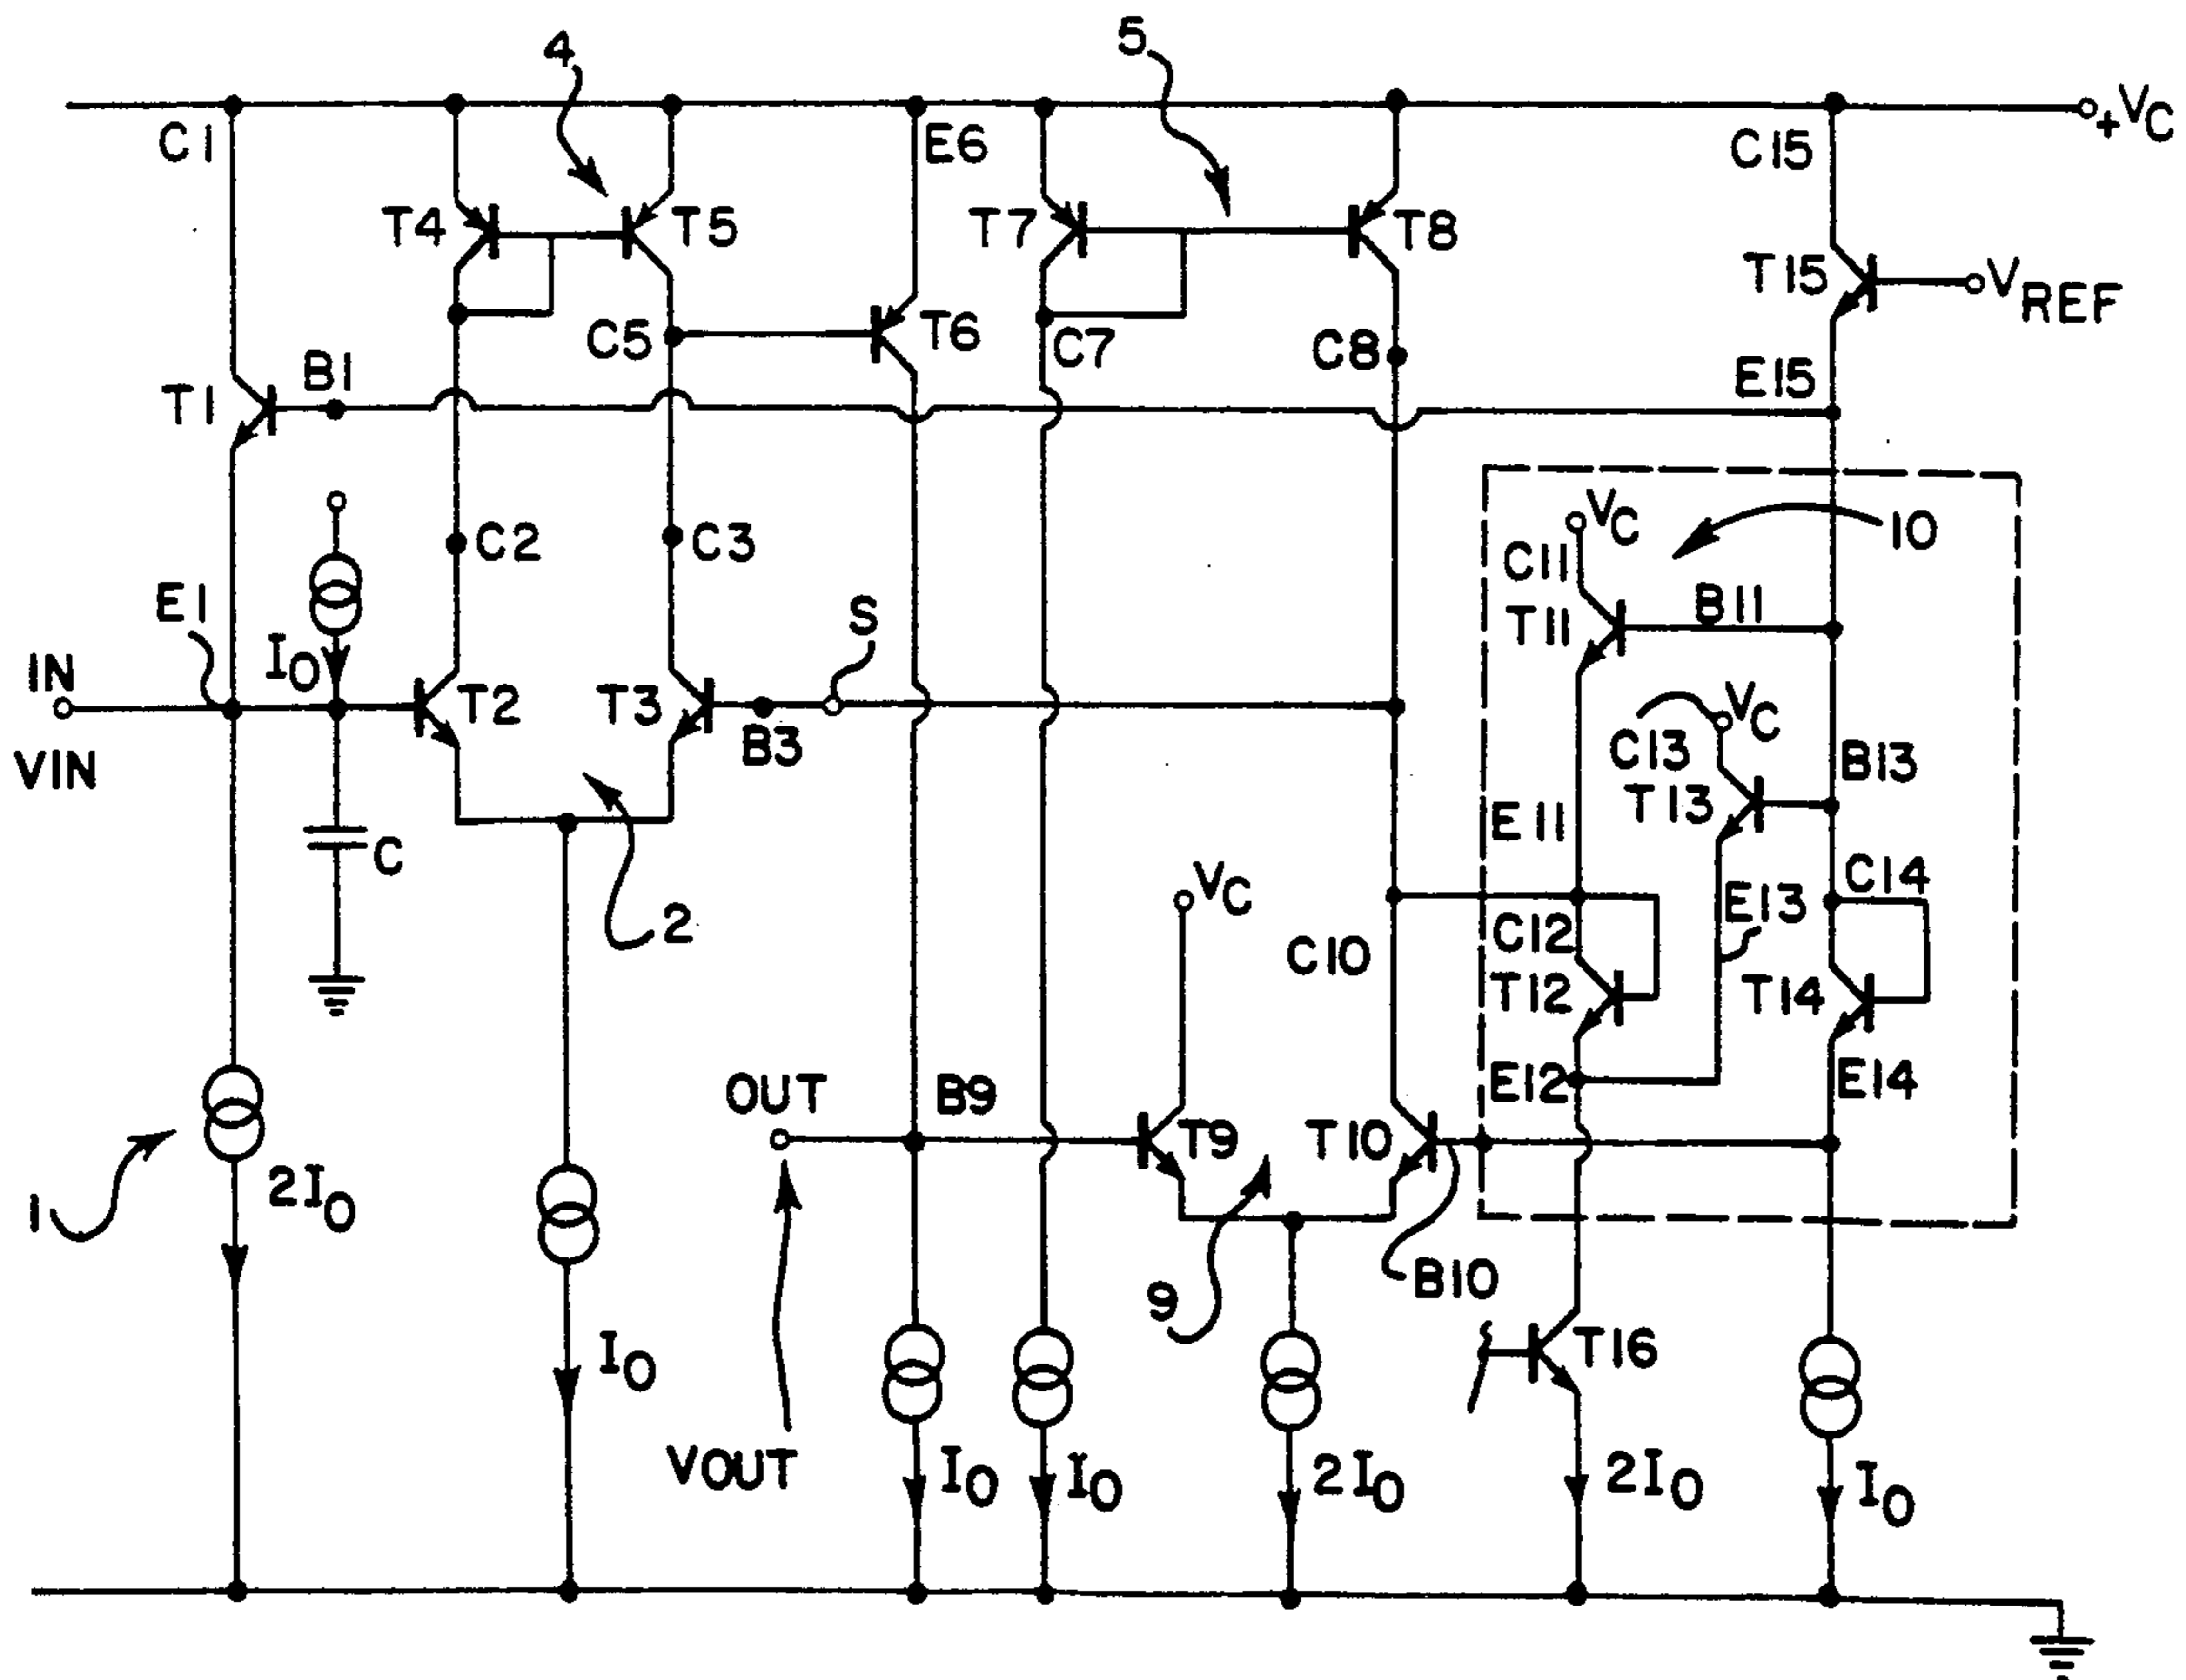 4
5
+VC
C1
E6
C15
T4
T5
T7
T8
T15
VREF
C5
T6
C7
C8
E15
T1
B1
VC
10
C2
C3
C11
T11
B11
E1
S
IN
I0
T2
T3
VC
VIN
B3
C13
B13
T13
E11
C
2
VC
C14
E13
C12
C10
T12
T14
OUT
B9
E12
E14
T9
T10
1
2I0
9
B10
I0
T16
VOUT
I0
I0
2I0
2I0
I0